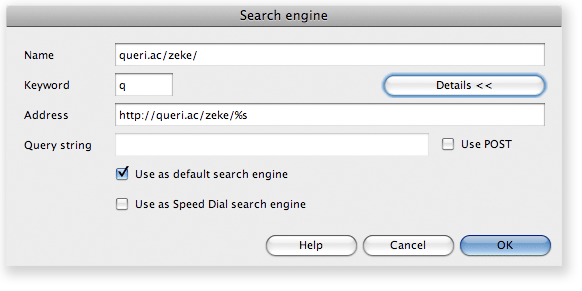 Search engine
Name queri.ac/zeke/
Keyword q Details <<
Address http://queri.ac/zeke/%s
Query string Use POST
Use as default search engine
Use as Speed Dial search engine
Help Cancel OK